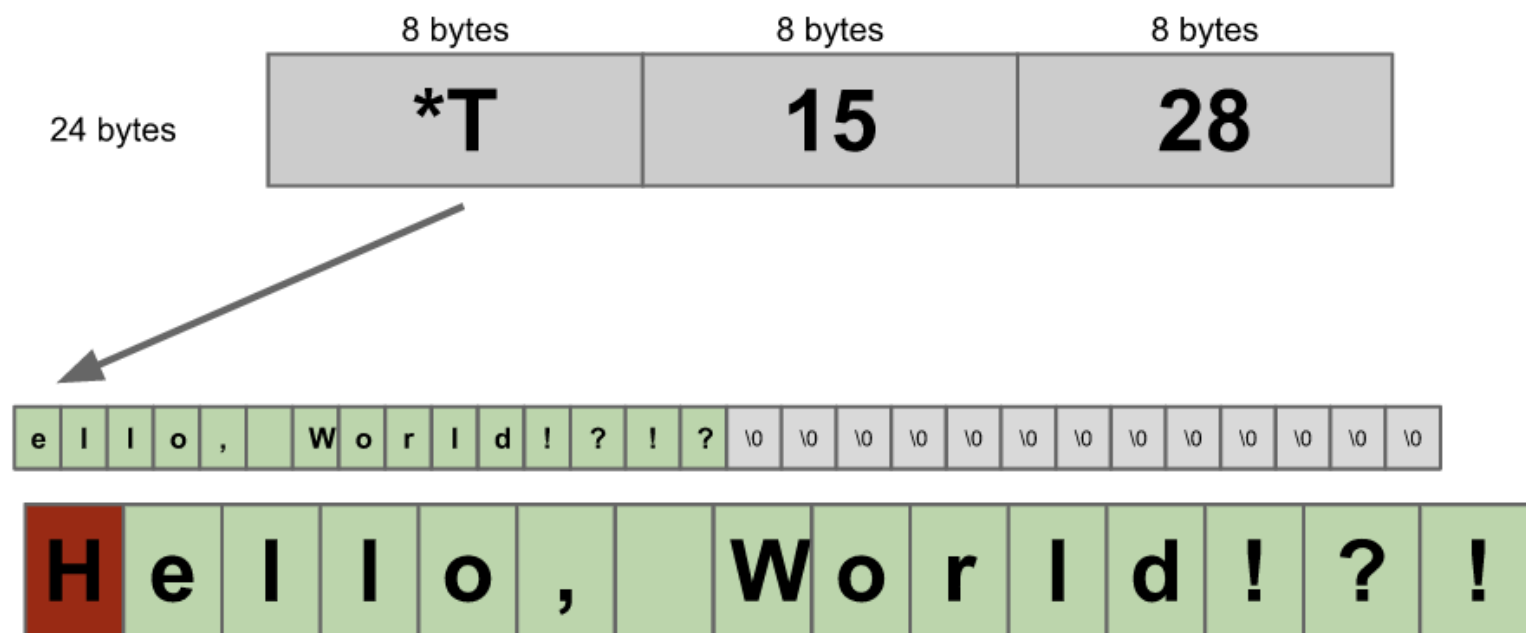 8 bytes 8 bytes 8 bytes
24 bytes *T 15 28
e l l o , W o r l d ! ? ! ? \0 \0 \0 \0 \0 \0 \0 \0 \0 \0 \0 \0 \0
H e l l o , W o r l d ! ? !